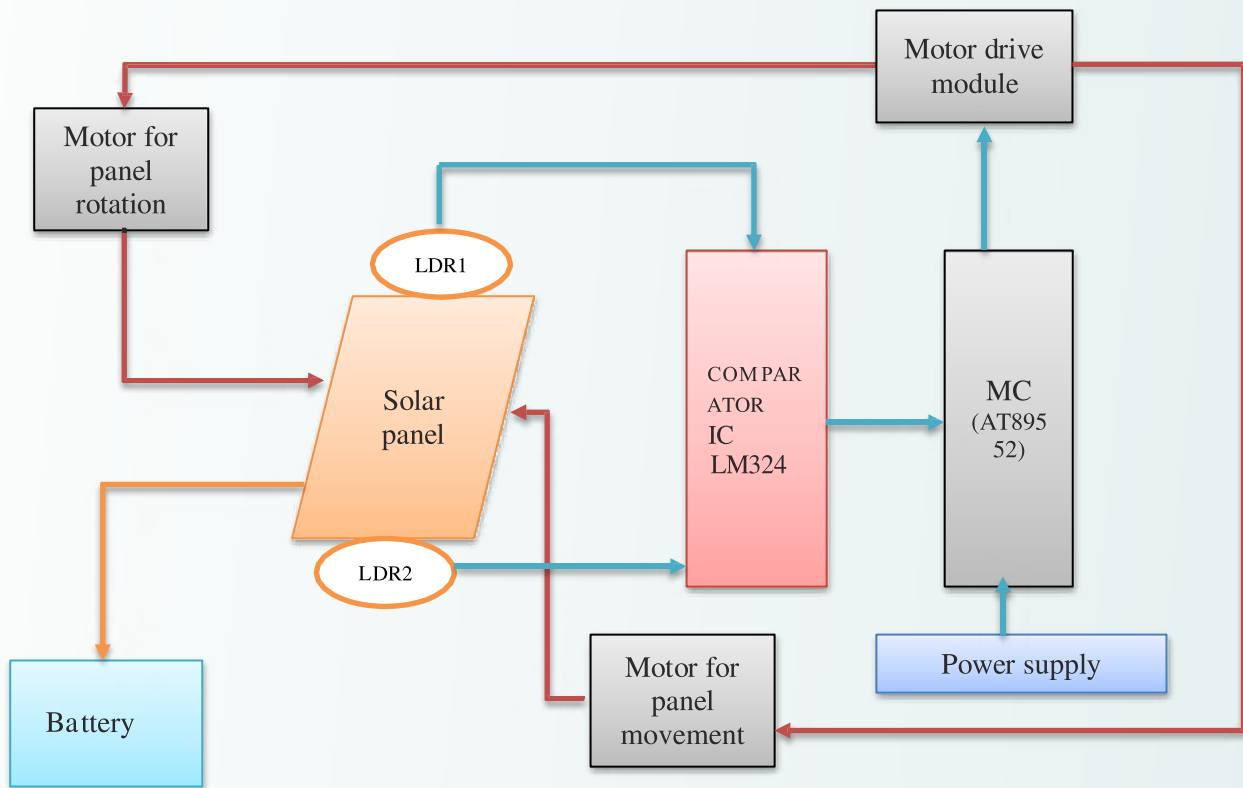 Motor drive
module
Motor for
panel
rotation
LDR1
Solar
panel
COMPAR
ATOR
IC
LM324
MC
(AT895
52)
LDR2
Power supply
Motor for
panel
movement
Battery